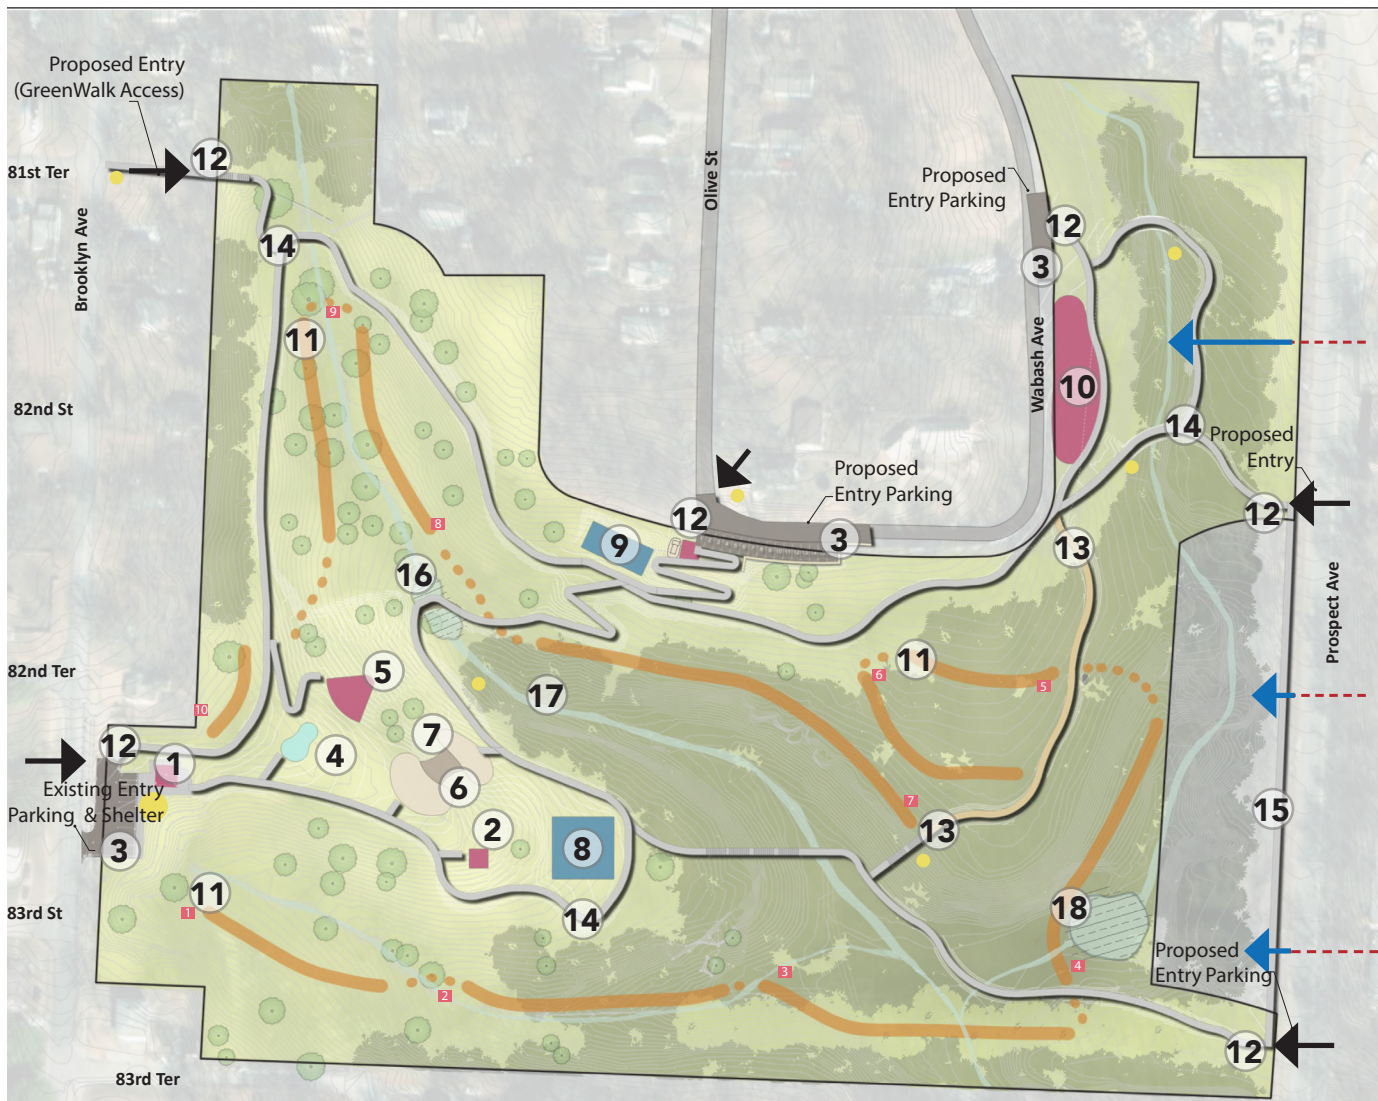 Proposed Entry
(GreenWalk Access)
12
81st Ter
Olive St
Proposed
Entry Parking
12
Brooklyn Ave
14
3
9
11
Wabash Ave
10
82nd St
14
Proposed
Entry
Proposed
Entry Parking
12
12
8
9
3
13
16
Prospect Ave
82nd Ter
5
11
6
5
17
10
12
7
1
4
Existing Entry
Parking & Shelter
6
7
15
2
13
3
8
11
1
83rd St
14
18
Proposed
Entry Parking
4
3
2
12
83rd Ter